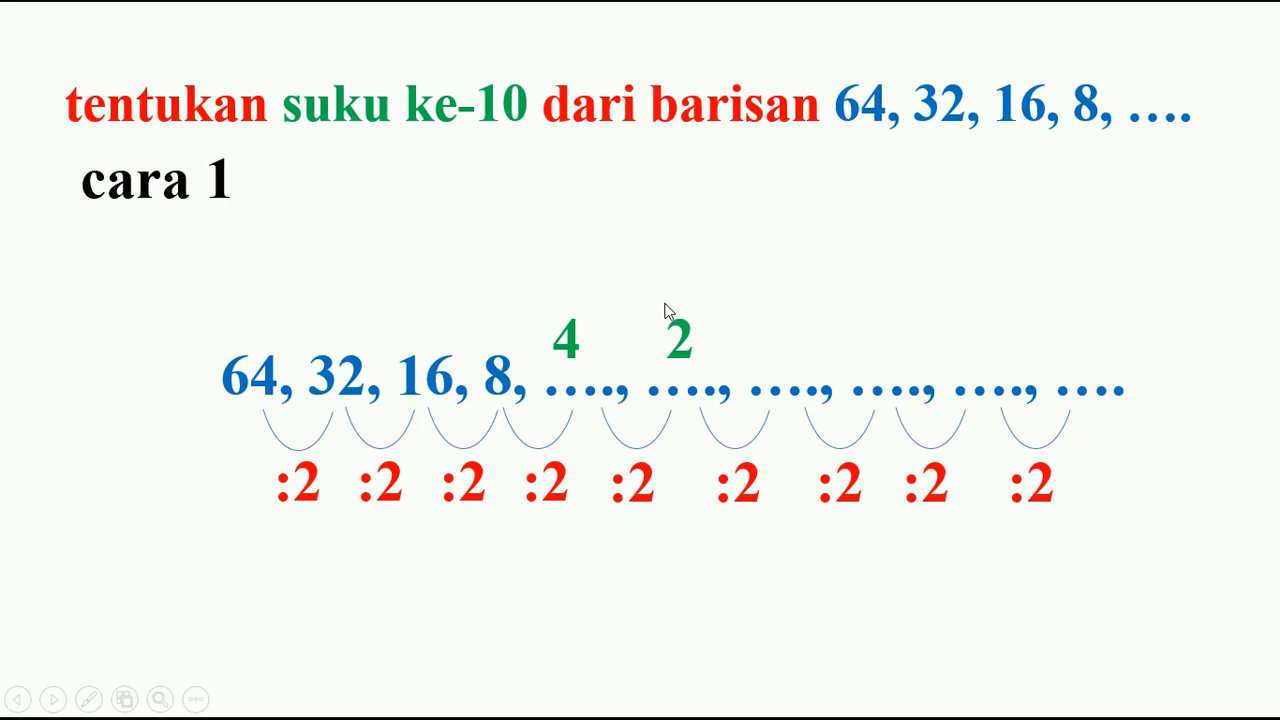 tentukan suku ke-10 dari barisan 64, 32, 16, 8, ....
cara 1
4 2
64, 32, 16, 8, ...., ...., ...., ...., ...., ....
:2 :2 :2 :2 :2 :2 :2 :2 :2